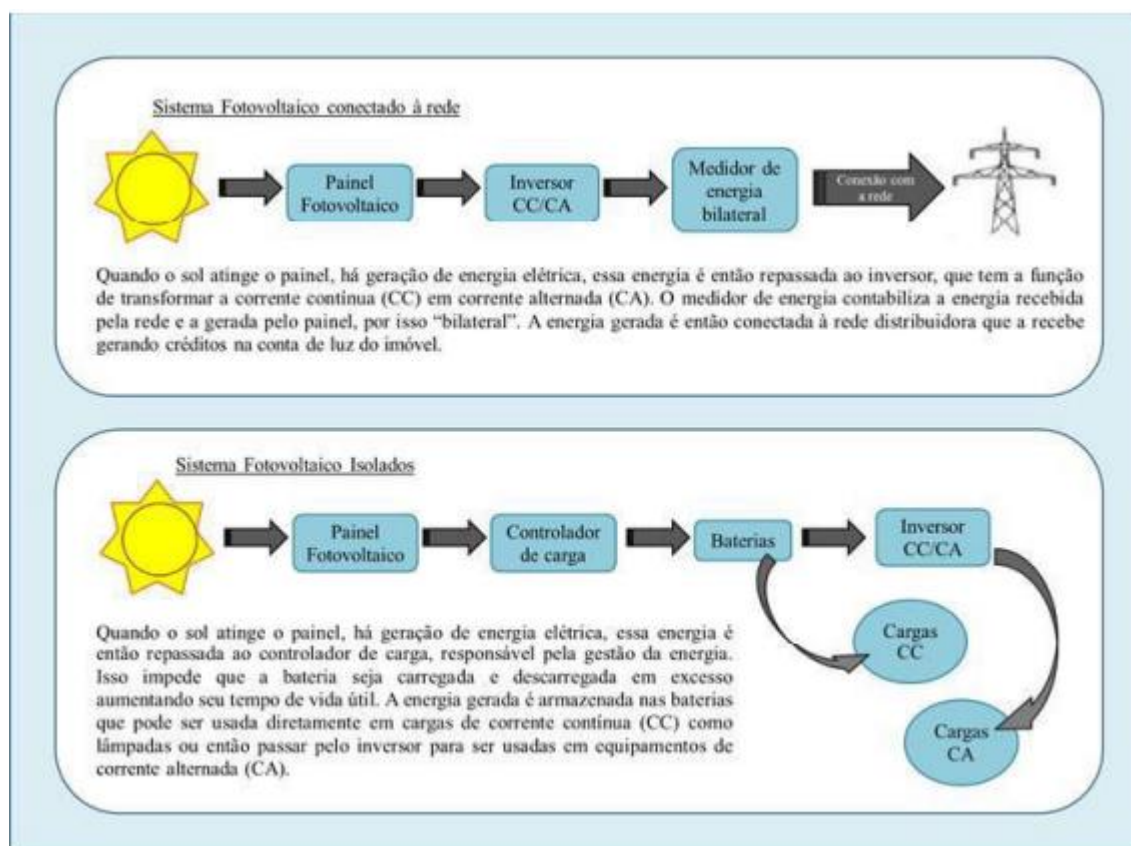 Sistema Fotovoltaico conectado à rede
Painel
Fotovoltaico
Inversor
CC/CA
Medidor de
energia
bilateral
Conexão com
a rede
Quando o sol atinge o painel, há geração de energia elétrica, essa energia é então repassada ao inversor, que tem a função
de transformar a corrente contínua (CC) em corrente alternada (CA). O medidor de energia contabiliza a energia recebida
pela rede e a gerada pelo painel, por isso “bilateral”. A energia gerada é então conectada à rede distribuidora que a recebe
gerando créditos na conta de luz do imóvel.
Sistema Fotovoltaico Isolados
Painel
Fotovoltaico
Controlador
de carga
Baterias
Inversor
CC/CA
Cargas
CC
Cargas
CA
Quando o sol atinge o painel, há geração de energia elétrica, essa energia é
então repassada ao controlador de carga, responsável pela gestão da energia.
Isso impede que a bateria seja carregada e descarregada em excesso
aumentando seu tempo de vida útil. A energia gerada é armazenada nas baterias
que pode ser usada diretamente em cargas de corrente contínua (CC) como
lâmpadas ou então passar pelo inversor para ser usadas em equipamentos de
corrente alternada (CA).